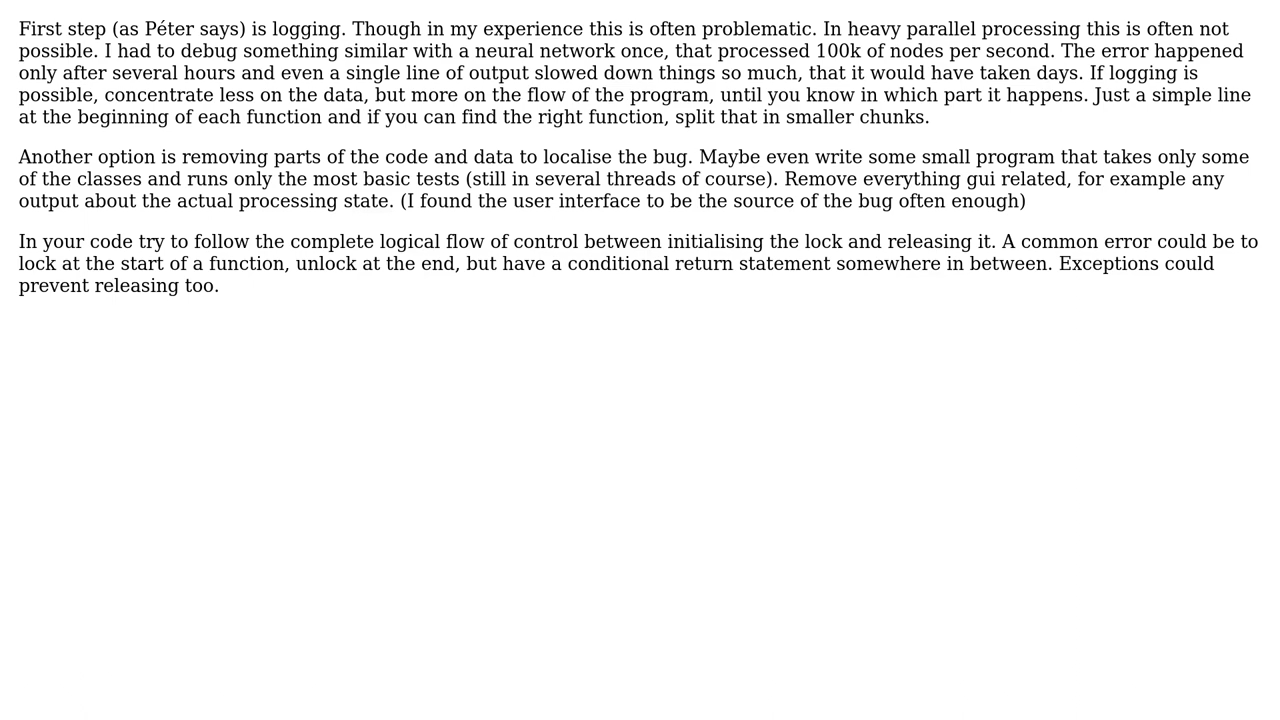 First step (as Péter says) is logging. Though in my experience this is often problematic. In heavy parallel processing this is often not
possible. I had to debug something similar with a neural network once, that processed 100k of nodes per second. The error happened
only after several hours and even a single line of output slowed down things so much, that it would have taken days. If logging is
possible, concentrate less on the data, but more on the flow of the program, until you know in which part it happens. Just a simple line
at the beginning of each function and if you can find the right function, split that in smaller chunks.
Another option is removing parts of the code and data to localise the bug. Maybe even write some small program that takes only some
of the classes and runs only the most basic tests (still in several threads of course). Remove everything gui related, for example any
output about the actual processing state. (I found the user interface to be the source of the bug often enough)
In your code try to follow the complete logical flow of control between initialising the lock and releasing it. A common error could be to
lock at the start of a function, unlock at the end, but have a conditional return statement somewhere in between. Exceptions could
prevent releasing too.